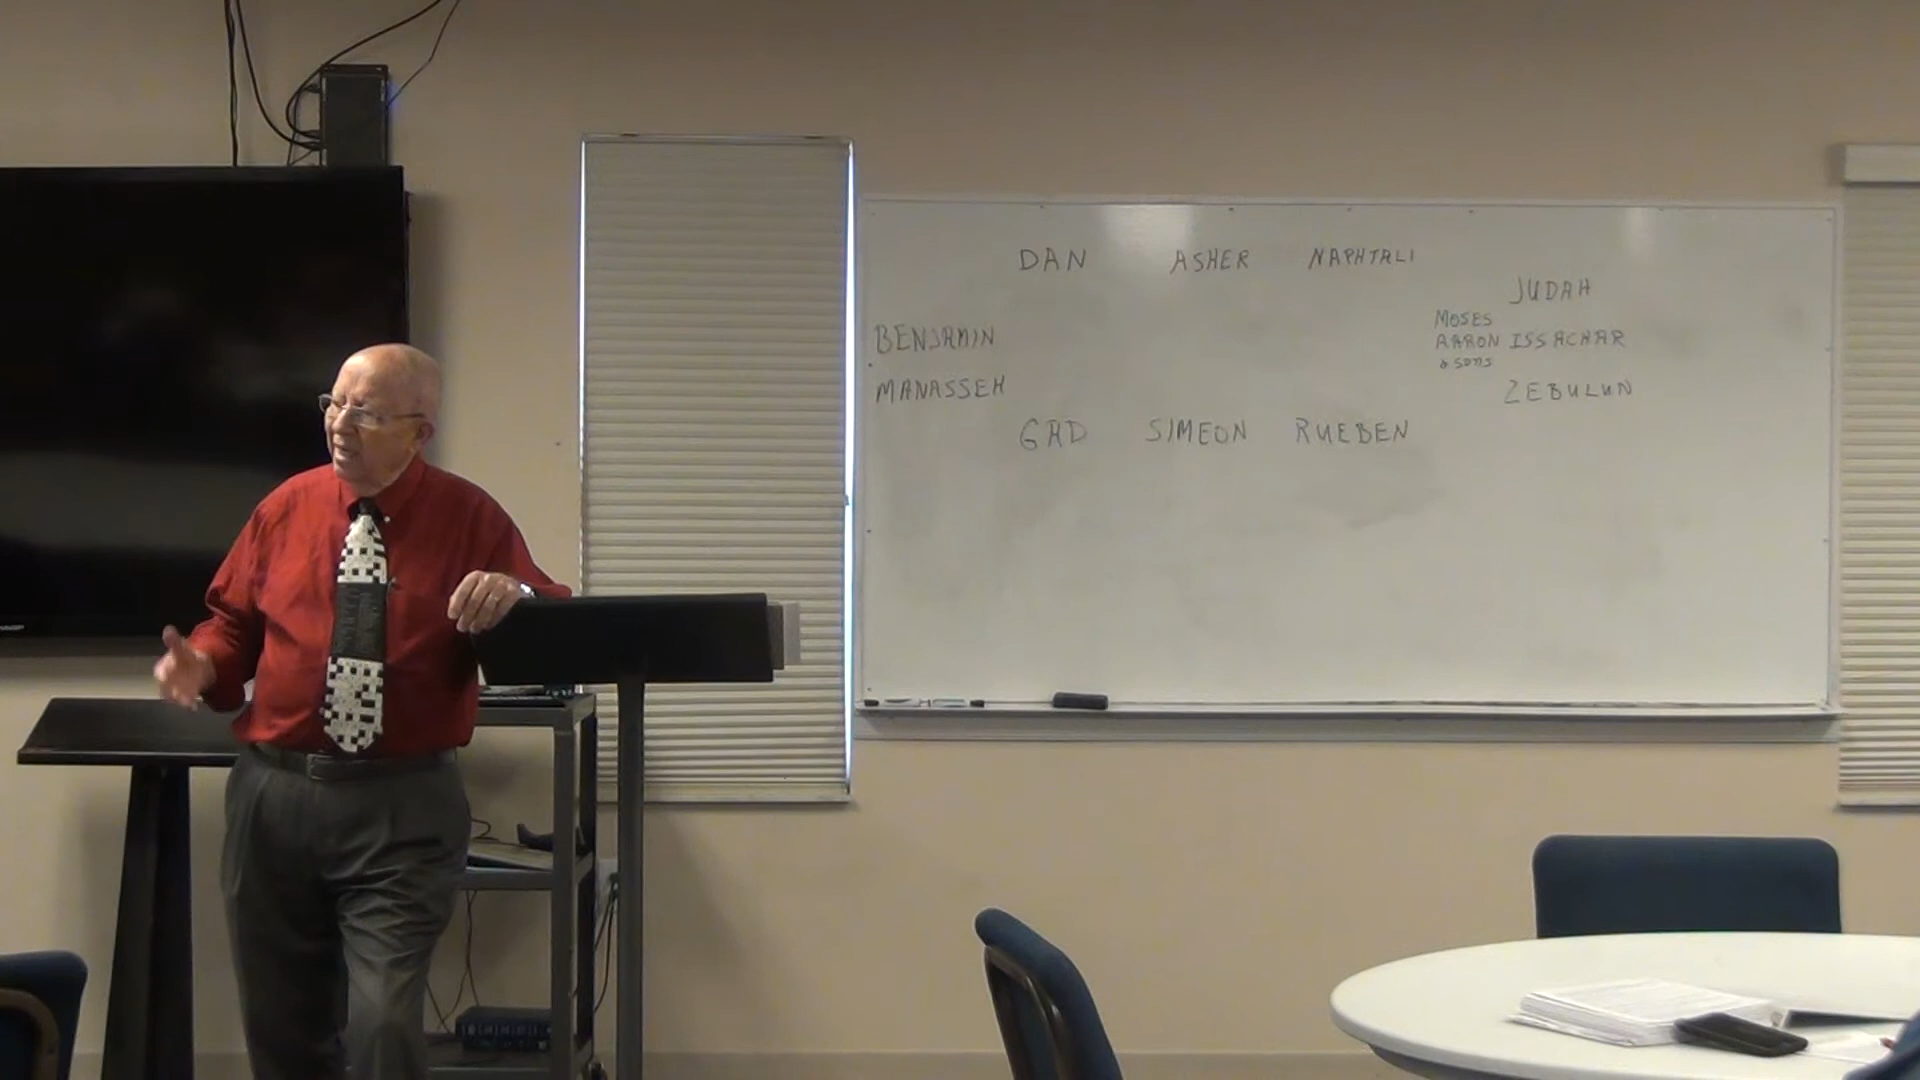 DAN ASHER NAPHTALI
JUDAH
MOSES
BENJAMIN
AARON ISSACHAR
& SONS
MANASSEH
ZEBULUN
GAD SIMEON RUEBEN